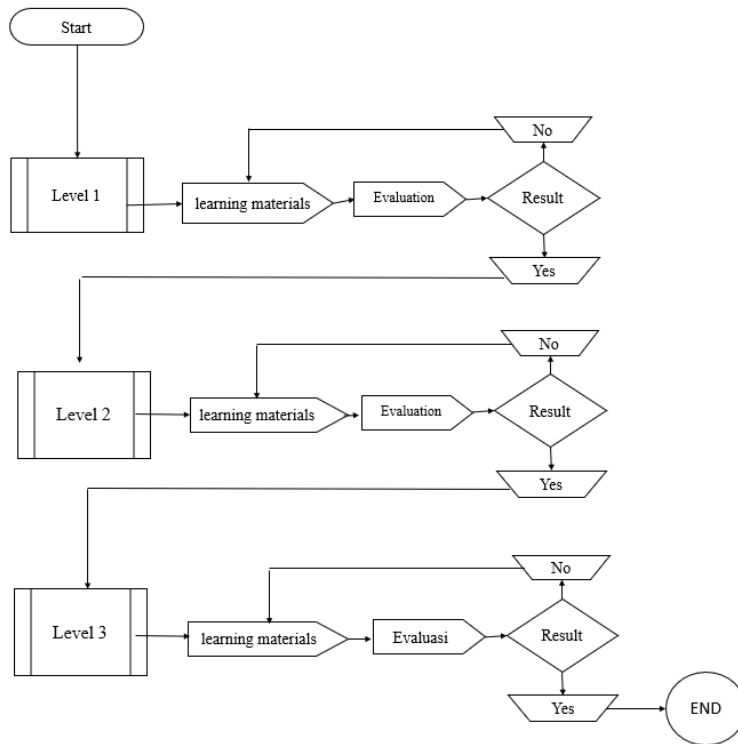 Start
No
Level 1
learning materials
Evaluation
Result
Yes
No
Level 2
learning materials
Evaluation
Result
Yes
No
Level 3
learning materials
Evaluasi
Result
Yes
END